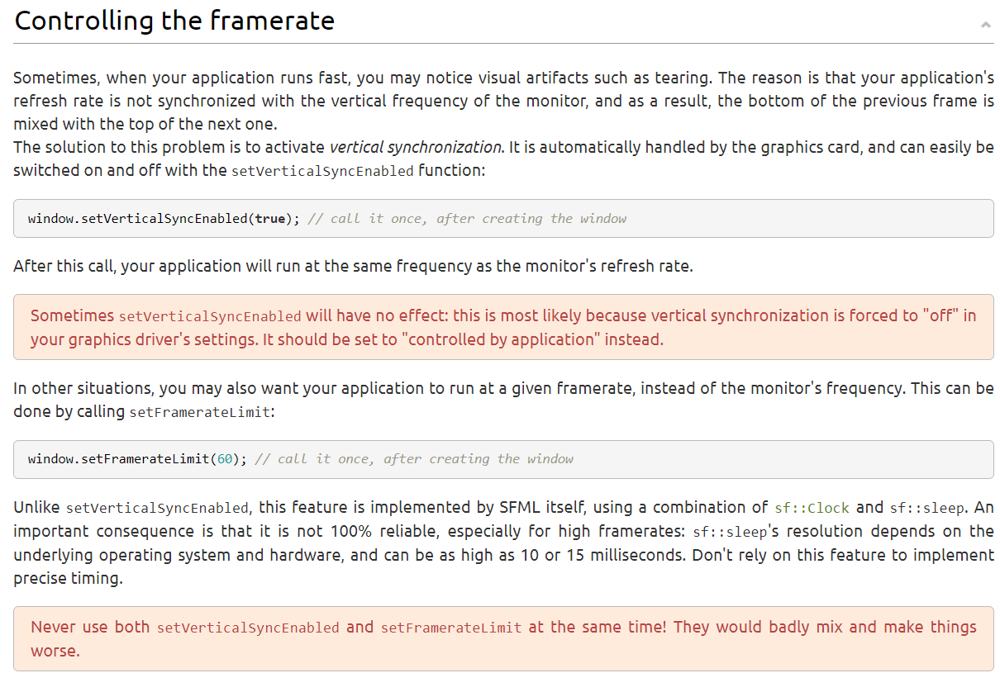 Controlling the framerate
Sometimes, when your application runs fast, you may notice visual artifacts such as tearing. The reason is that your application's
refresh rate is not synchronized with the vertical frequency of the monitor, and as a result, the bottom of the previous frame is
mixed with the top of the next one.
The solution to this problem is to activate vertical synchronization. It is automatically handled by the graphics card, and can easily be
switched on and off with the setVerticalSyncEnabled function:
window.setVerticalSyncEnabled(true); // call it once, after creating the window
After this call, your application will run at the same frequency as the monitor's refresh rate.
Sometimes setVerticalSyncEnabled will have no effect: this is most likely because vertical synchronization is forced to "off" in
your graphics driver's settings. It should be set to "controlled by application" instead.
In other situations, you may also want your application to run at a given framerate, instead of the monitor's frequency. This can be
done by calling setFramerateLimit:
window.setFramerateLimit(60); // call it once, after creating the window
Unlike setVerticalSyncEnabled, this feature is implemented by SFML itself, using a combination of sf::Clock and sf::sleep. An
important consequence is that it is not 100% reliable, especially for high framerates: sf::sleep's resolution depends on the
underlying operating system and hardware, and can be as high as 10 or 15 milliseconds. Don't rely on this feature to implement
precise timing.
Never use both setVerticalSyncEnabled and setFramerateLimit at the same time! They would badly mix and make things
worse.